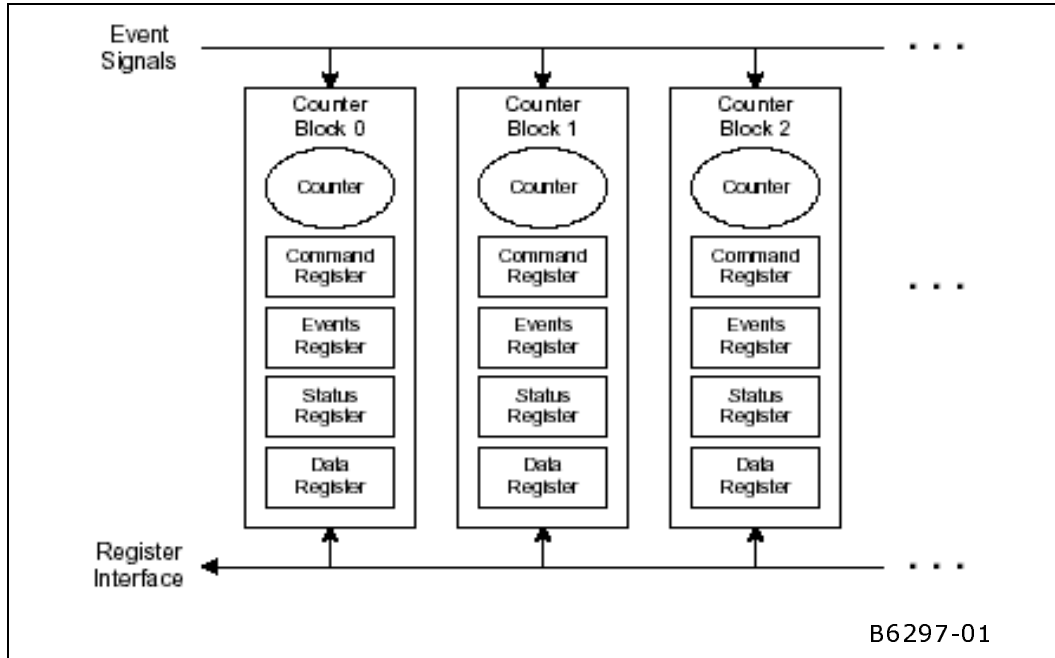 Event
Signals
. . .
Counter
Block 0
Counter
Command
Register
Events
Register
Status
Register
Data
Register
Counter
Block 1
Counter
Command
Register
Events
Register
Status
Register
Data
Register
Counter
Block 2
Counter
Command
Register
Events
Register
Status
Register
Data
Register
. . .
Register
Interface
. . .
B6297-01